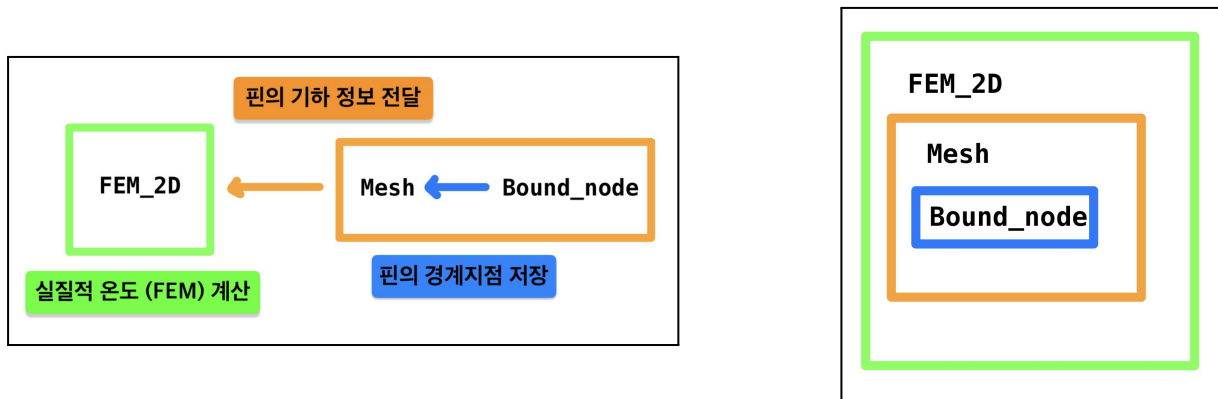 핀의 기하 정보 전달
FEM_2D
Mesh
Bound_node
실질적 온도 (FEM) 계산
핀의 경계지점 저장
FEM_2D
Mesh
Bound_node